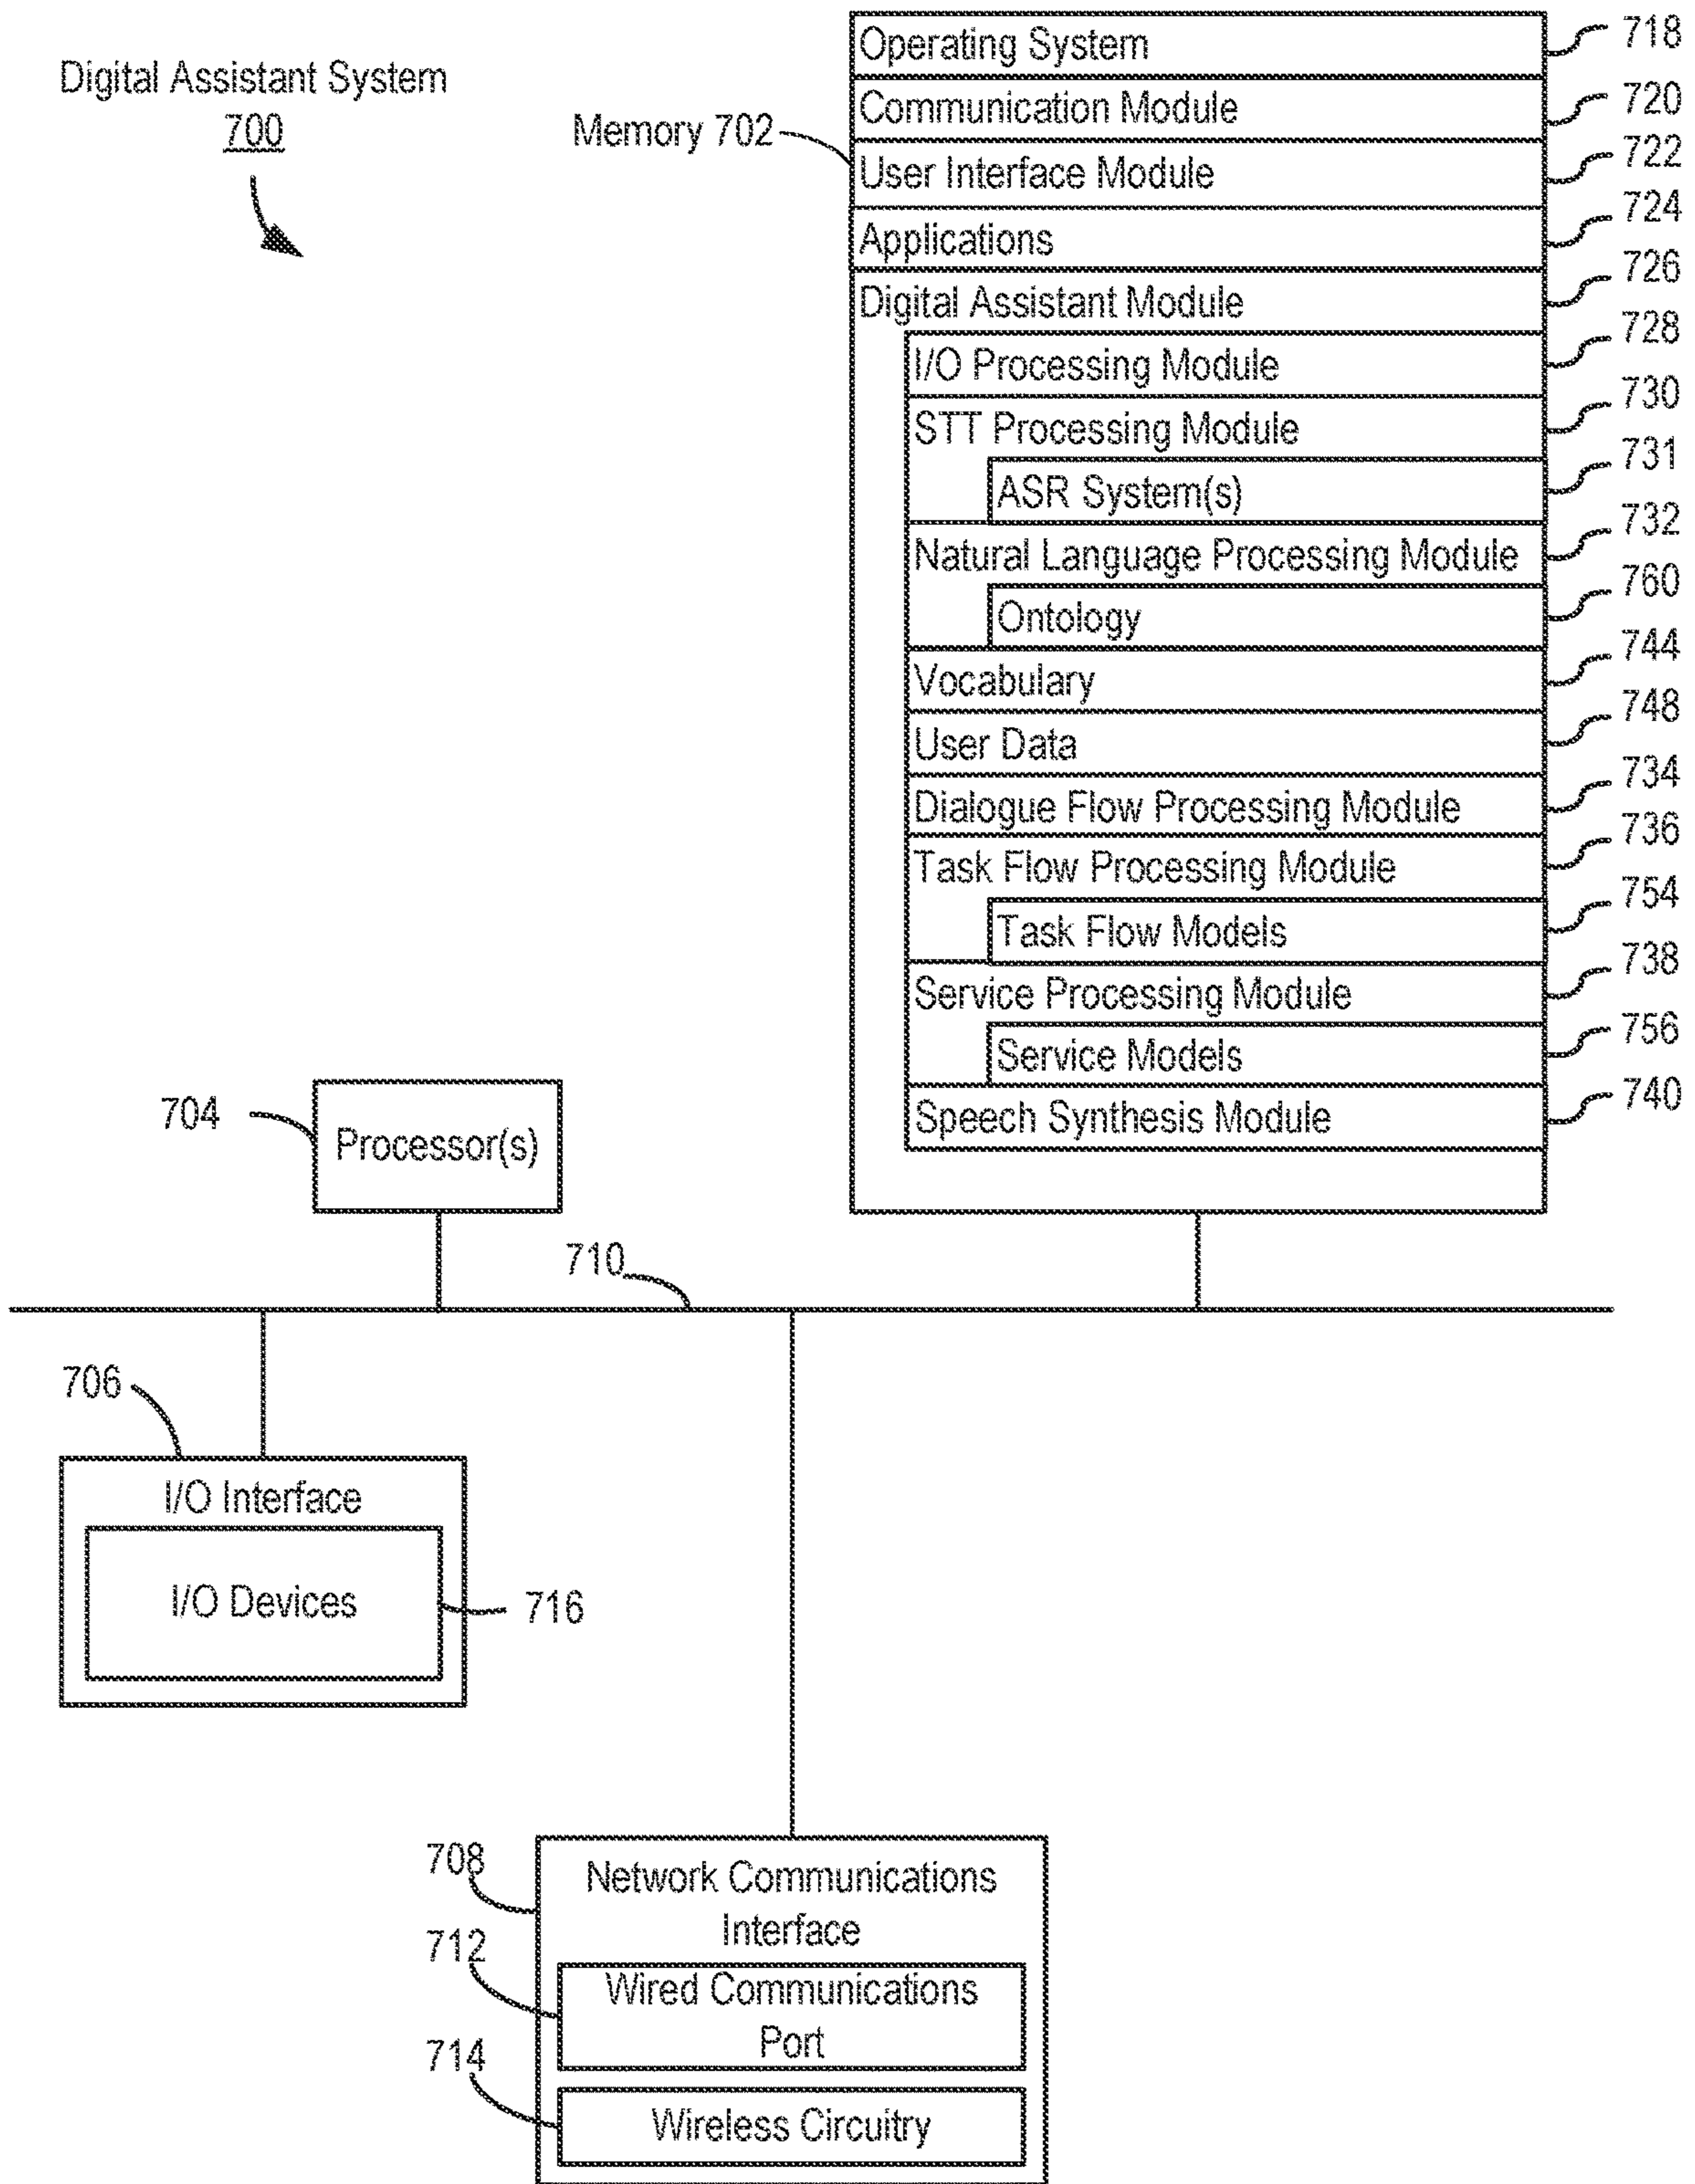 Digital Assistant System
700
Memory 702
Operating System
718
Communication Module
720
User Interface Module
722
Applications
724
Digital Assistant Module
726
I/O Processing Module
728
STT Processing Module
730
ASR System(s)
731
Natural Language Processing Module
732
Ontology
760
Vocabulary
744
User Data
748
Dialogue Flow Processing Module
734
Task Flow Processing Module
736
Task Flow Models
754
Service Processing Module
738
Service Models
756
Speech Synthesis Module
740
704
Processor(s)
710
706
I/O Interface
I/O Devices
716
708
Network Communications
Interface
712
Wired Communications
Port
714
Wireless Circuitry